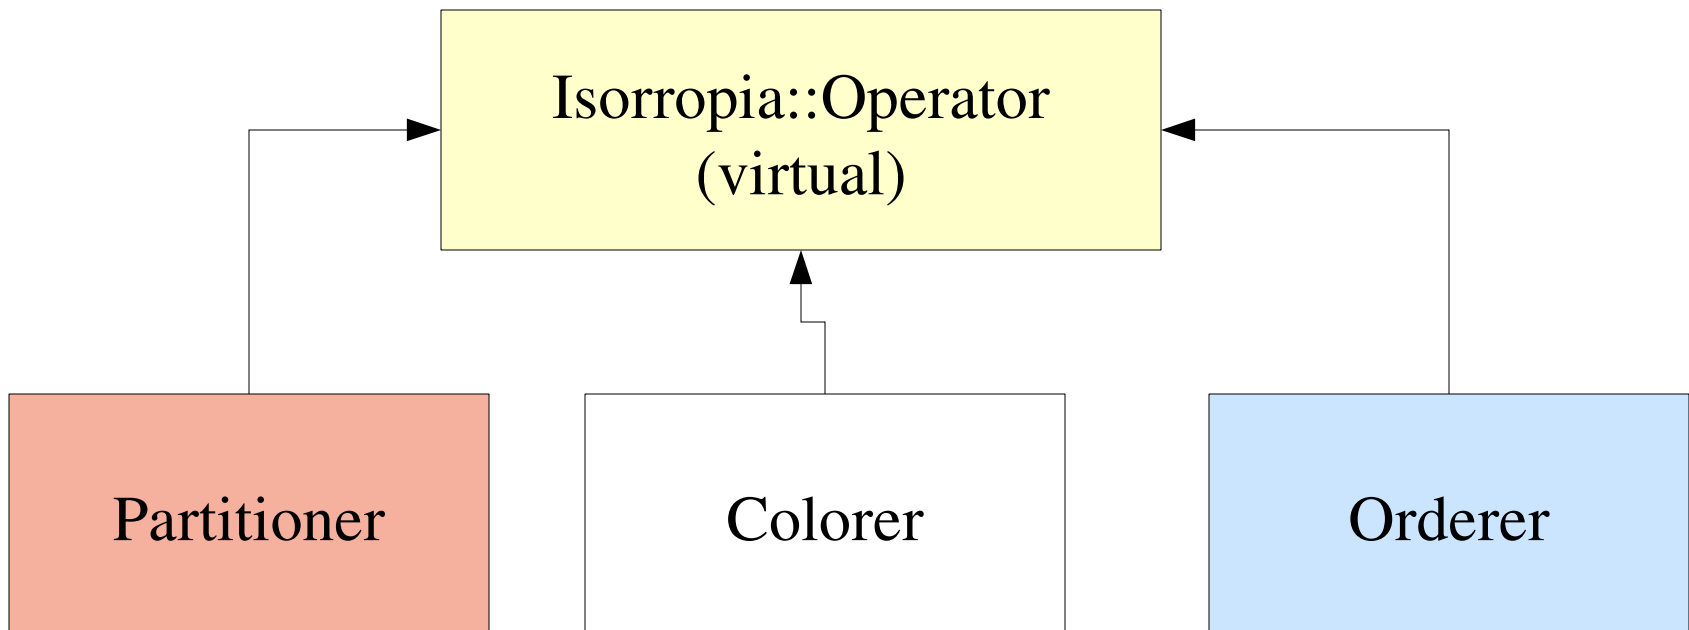 Isorropia::Operator
(virtual)
Partitioner
Colorer
Orderer